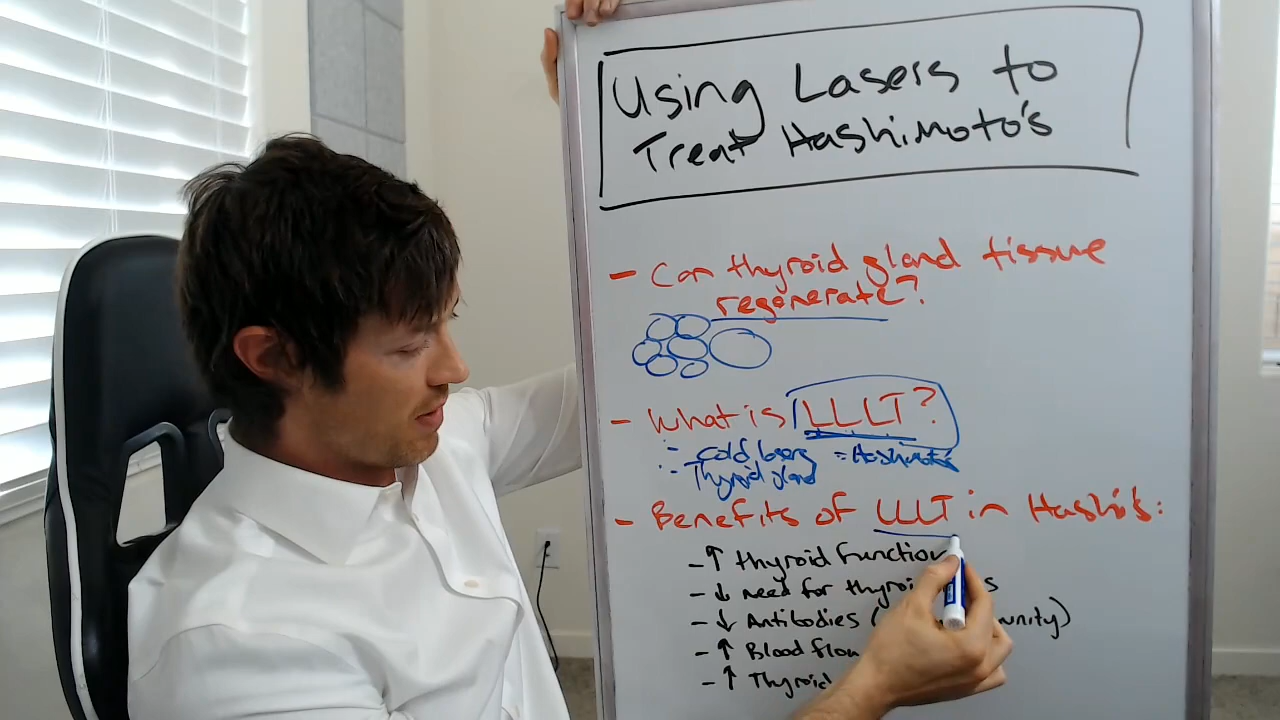 Using Lasers to
Treat Hashimoto's
- Can thyroid gland tissue
regenerate?
- What is LLLT?
- cold lasers = Hashimoto's
- Thyroid gland
- Benefits of LLLT in Hashi's:
- ↑ thyroid function
- ↓ need for thyroid
- ↓ Antibodies (
- ↑ Blood flow
- ↑ Thyroid